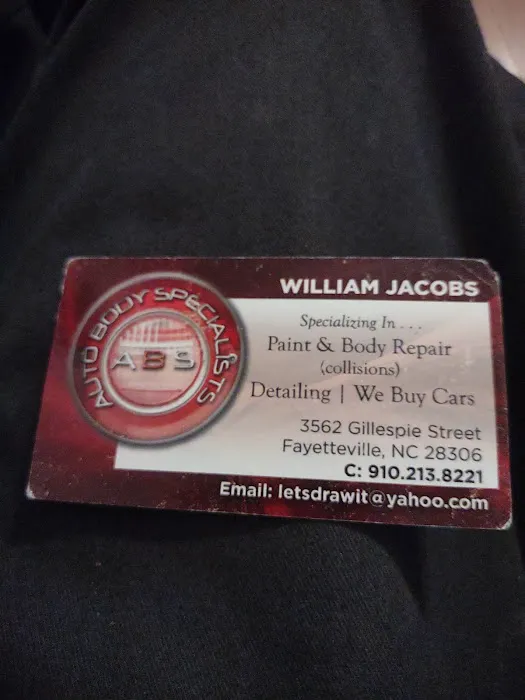 AUTO BODY SPECIALISTS
ABS
WILLIAM JACOBS
Specializing In . . .
Paint & Body Repair
(collisions)
Detailing | We Buy Cars
3562 Gillespie Street
Fayetteville, NC 28306
C: 910.213.8221
Email: letsdrawit@yahoo.com